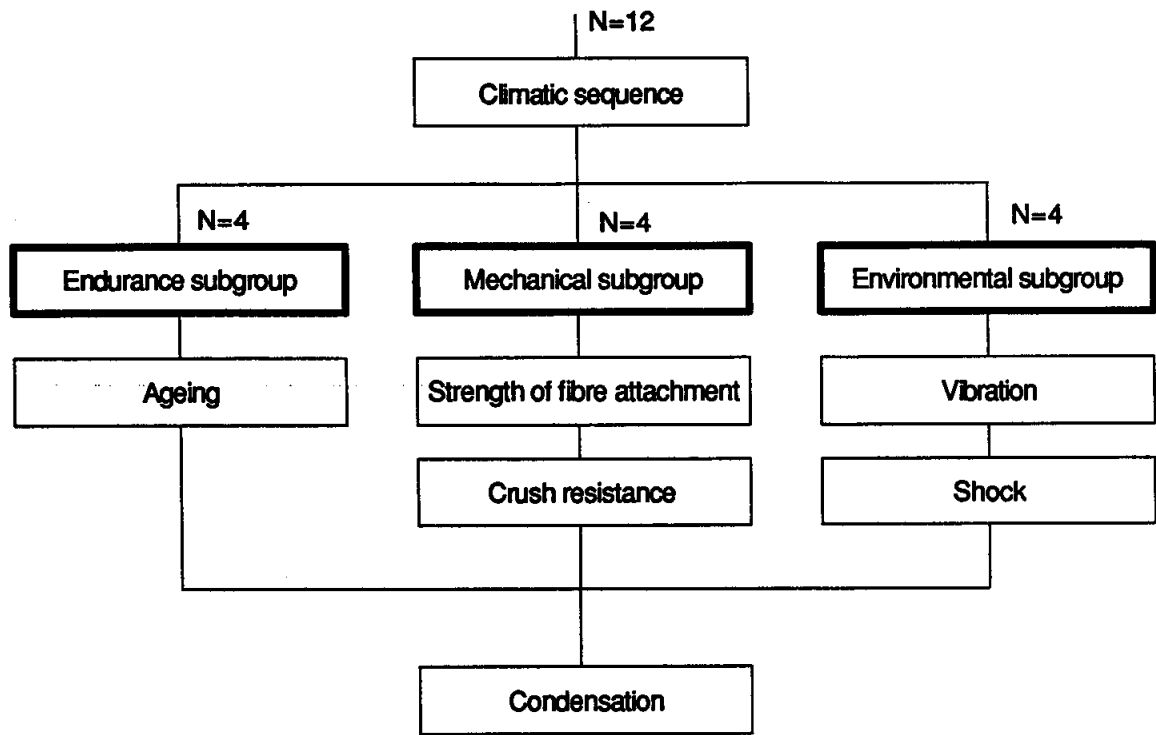 N=12
Climatic sequence
N=4
N=4
N=4
Endurance subgroup
Mechanical subgroup
Environmental subgroup
Ageing
Strength of fibre attachment
Vibration
Crush resistance
Shock
Condensation